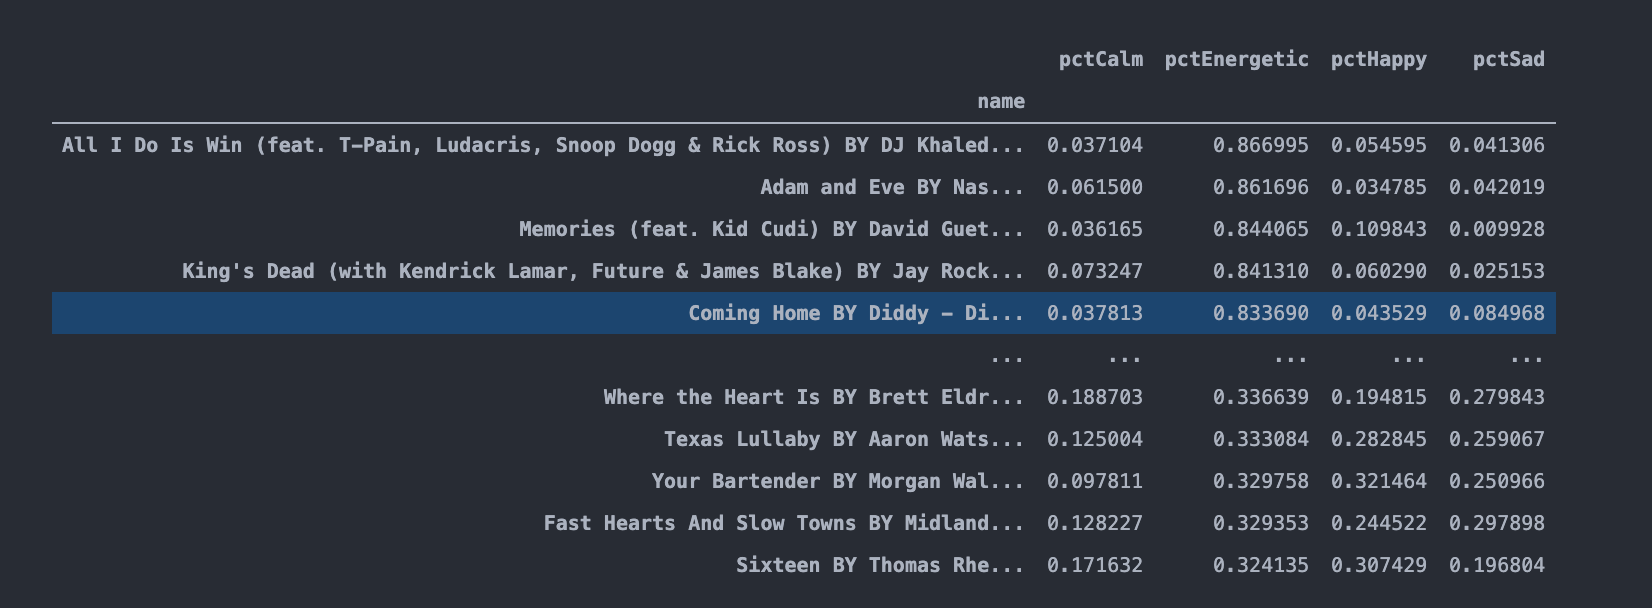 pctCalm pctEnergetic pctHappy pctSad
name
All I Do Is Win (feat. T-Pain, Ludacris, Snoop Dogg & Rick Ross) BY DJ Khaled... 0.037104 0.866995 0.054595 0.041306
Adam and Eve BY Nas... 0.061500 0.861696 0.034785 0.042019
Memories (feat. Kid Cudi) BY David Guet... 0.036165 0.844065 0.109843 0.009928
King's Dead (with Kendrick Lamar, Future & James Blake) BY Jay Rock... 0.073247 0.841310 0.060290 0.025153
Coming Home BY Diddy - Di... 0.037813 0.833690 0.043529 0.084968
... ... ... ... ...
Where the Heart Is BY Brett Eldr... 0.188703 0.336639 0.194815 0.279843
Texas Lullaby BY Aaron Wats... 0.125004 0.333084 0.282845 0.259067
Your Bartender BY Morgan Wal... 0.097811 0.329758 0.321464 0.250966
Fast Hearts And Slow Towns BY Midland... 0.128227 0.329353 0.244522 0.297898
Sixteen BY Thomas Rhe... 0.171632 0.324135 0.307429 0.196804